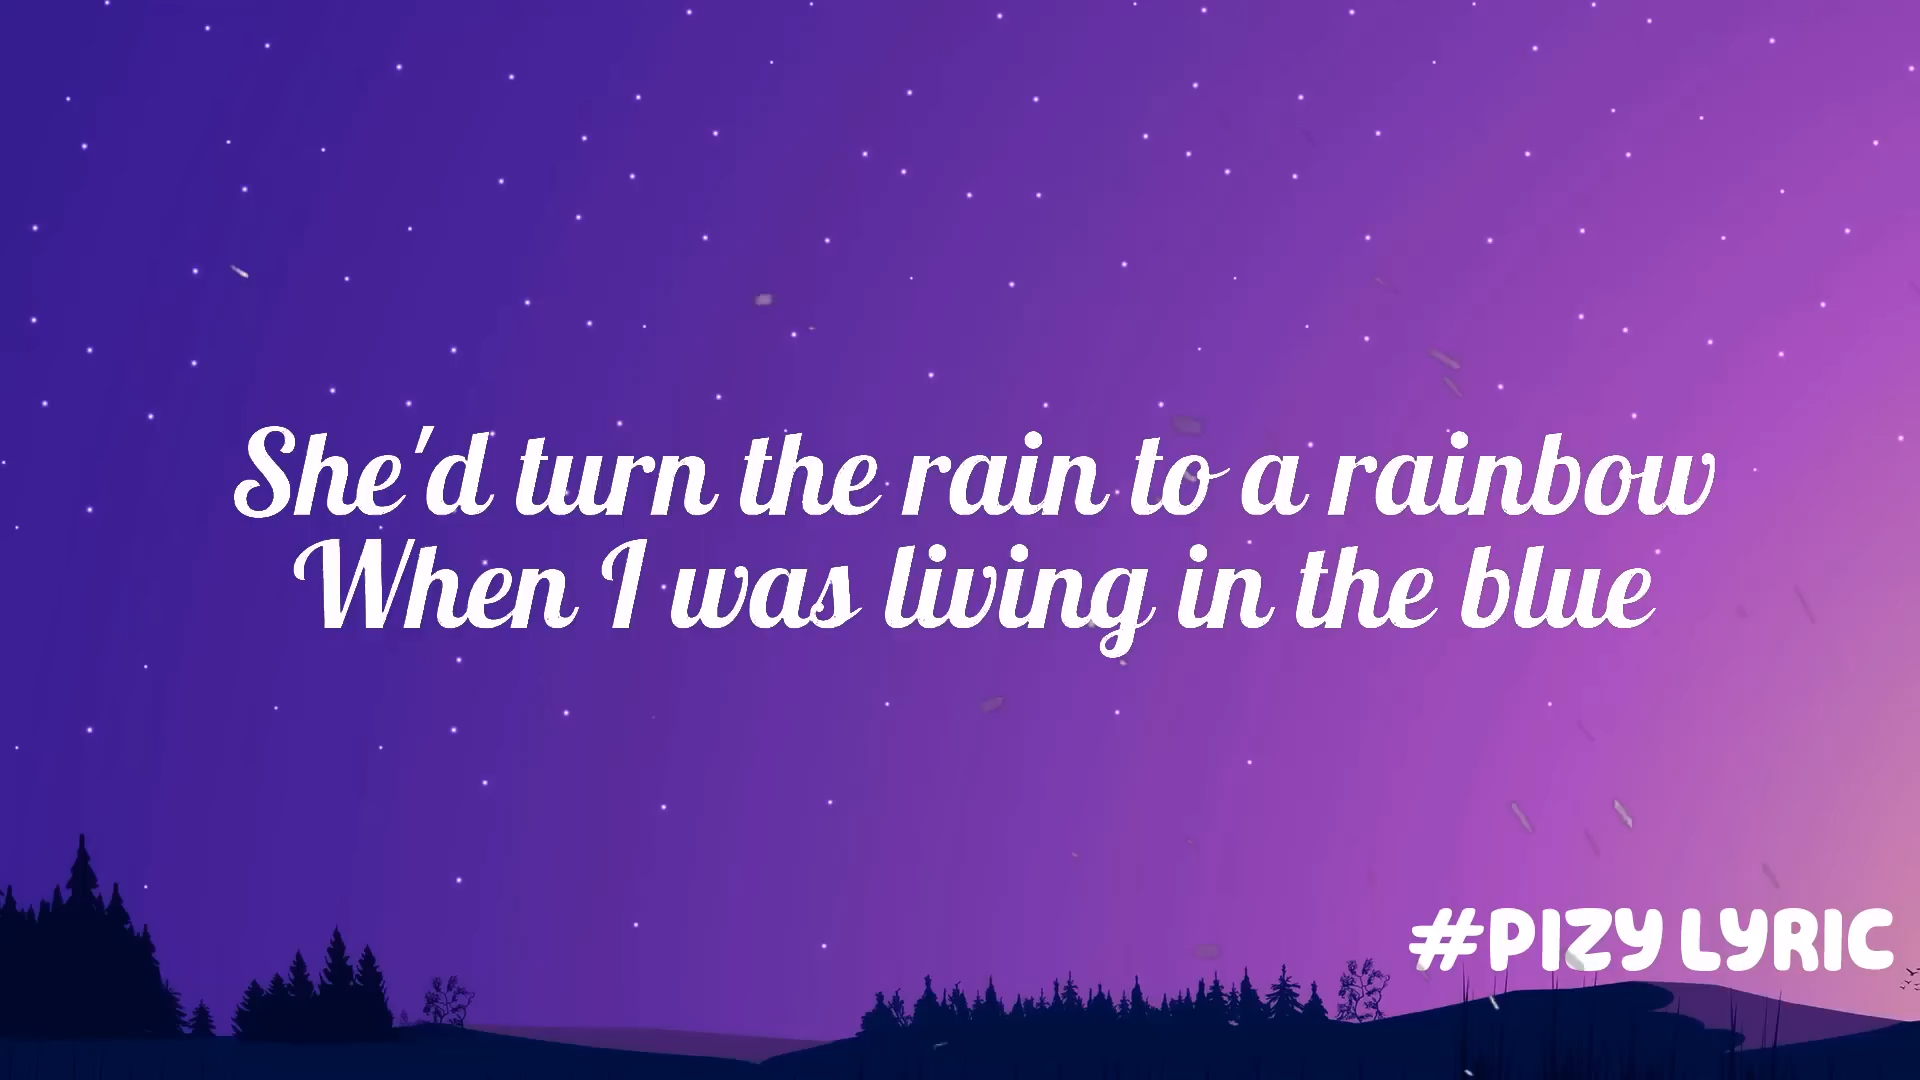 She'd turn the rain to a rainbow
When I was living in the blue
#PIZY LYRIC